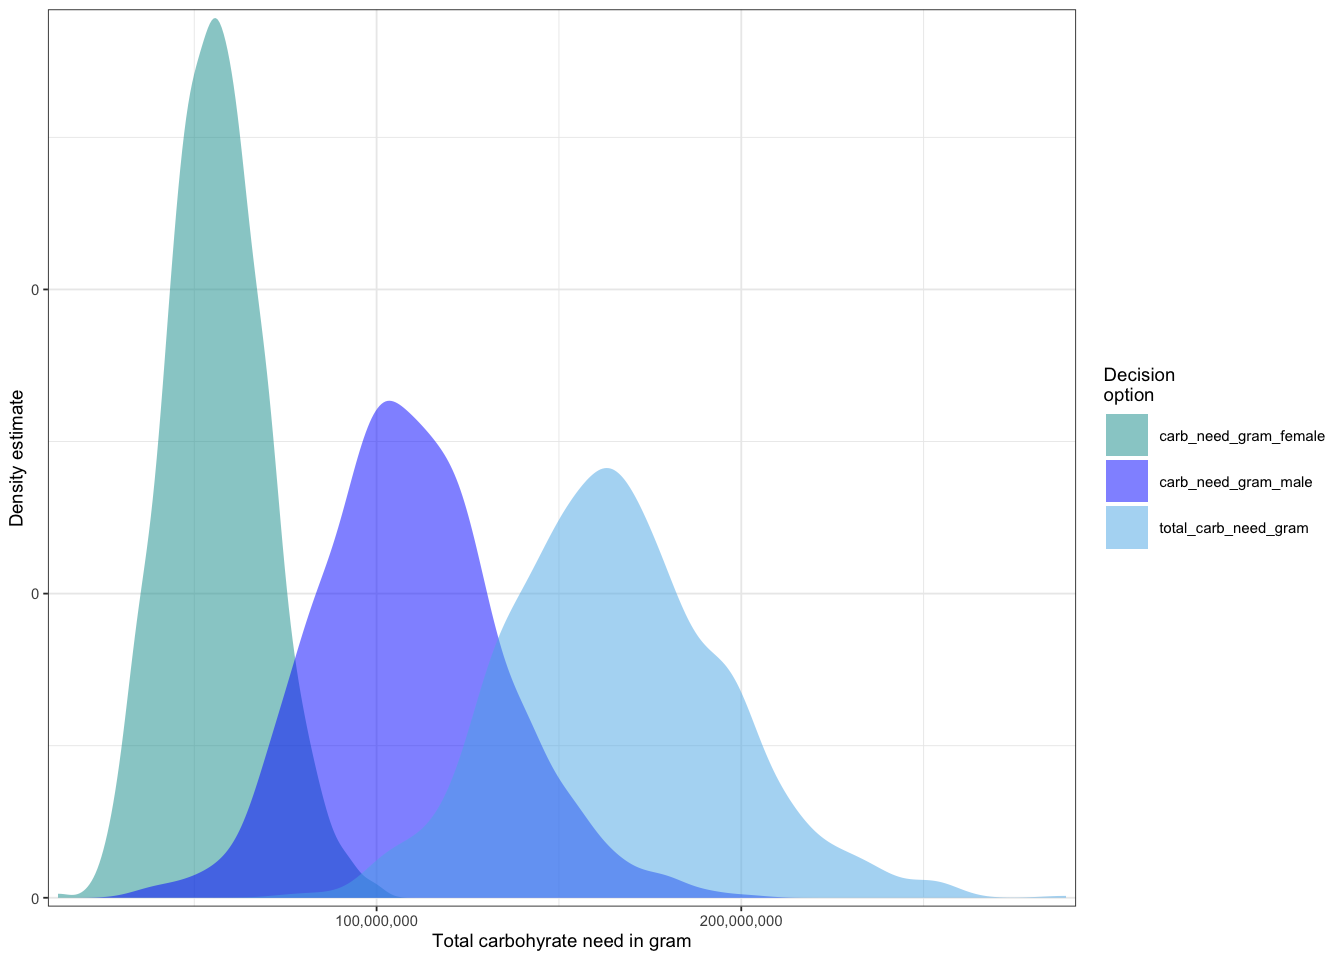 Density estimate
0
0
0
100,000,000
200,000,000
Total carbohyrate need in gram
Decision
option
carb_need_gram_female
carb_need_gram_male
total_carb_need_gram